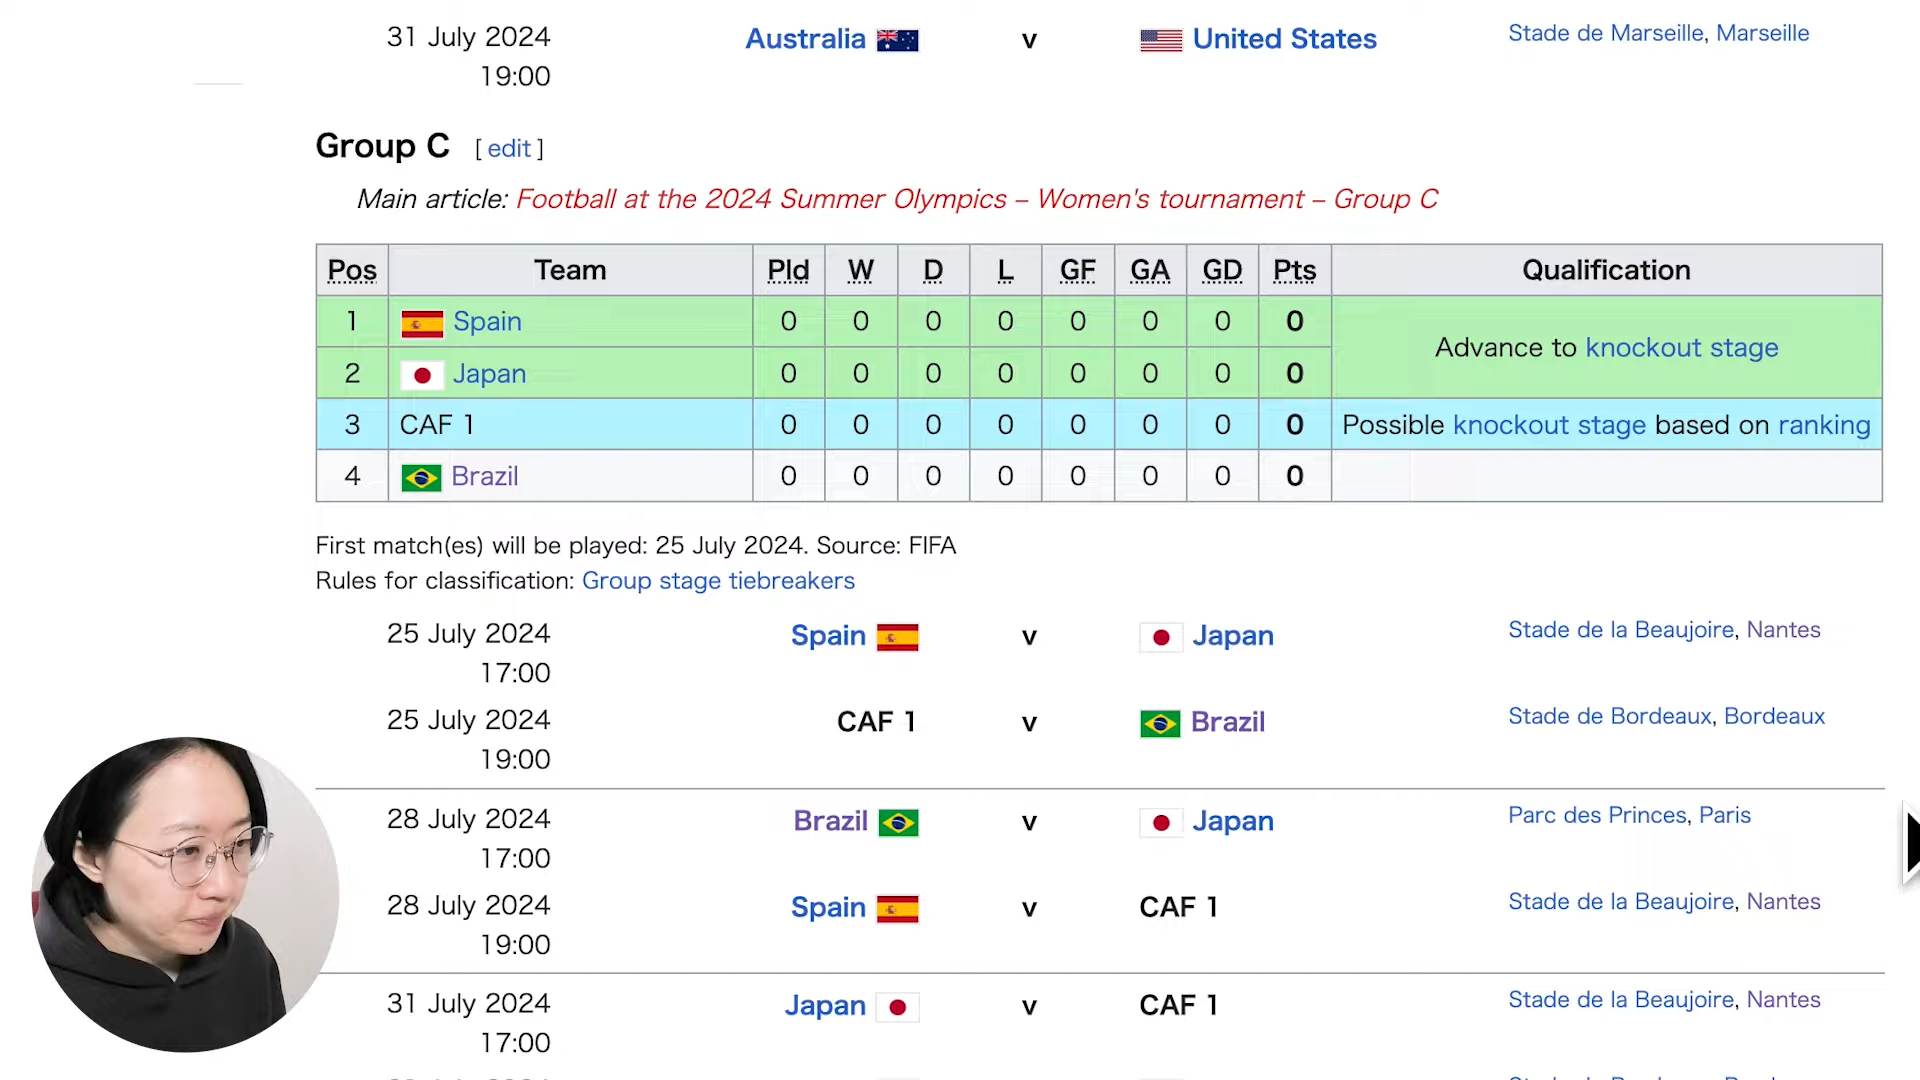 31 July 2024 Australia v United States Stade de Marseille, Marseille
19:00
Group C [ edit ]
Main article: Football at the 2024 Summer Olympics – Women's tournament – Group C
Pos Team Pld W D L GF GA GD Pts Qualification
1 Spain 0 0 0 0 0 0 0 0 Advance to knockout stage
2 Japan 0 0 0 0 0 0 0 0
3 CAF 1 0 0 0 0 0 0 0 0 Possible knockout stage based on ranking
4 Brazil 0 0 0 0 0 0 0 0
First match(es) will be played: 25 July 2024. Source: FIFA
Rules for classification: Group stage tiebreakers
25 July 2024 Spain v Japan Stade de la Beaujoire, Nantes
17:00
25 July 2024 CAF 1 v Brazil Stade de Bordeaux, Bordeaux
19:00
28 July 2024 Brazil v Japan Parc des Princes, Paris
17:00
28 July 2024 Spain v CAF 1 Stade de la Beaujoire, Nantes
19:00
31 July 2024 Japan v CAF 1 Stade de la Beaujoire, Nantes
17:00